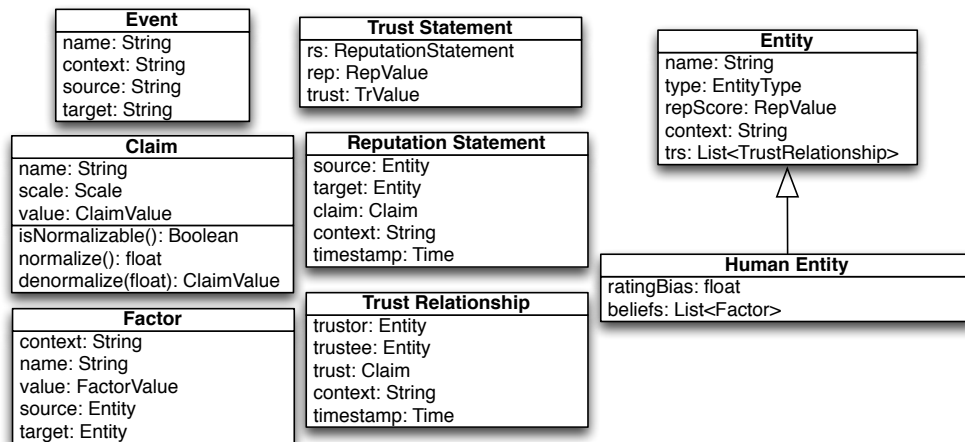 Event
name: String
context: String
source: String
target: String
Trust Statement
rs: ReputationStatement
rep: RepValue
trust: TrValue
Entity
name: String
type: EntityType
repScore: RepValue
context: String
trs: List<TrustRelationship>
Claim
name: String
scale: Scale
value: ClaimValue
isNormalizable(): Boolean
normalize(): float
denormalize(float): ClaimValue
Reputation Statement
source: Entity
target: Entity
claim: Claim
context: String
timestamp: Time
Human Entity
ratingBias: float
beliefs: List<Factor>
Factor
context: String
name: String
value: FactorValue
source: Entity
target: Entity
Trust Relationship
trustor: Entity
trustee: Entity
trust: Claim
context: String
timestamp: Time